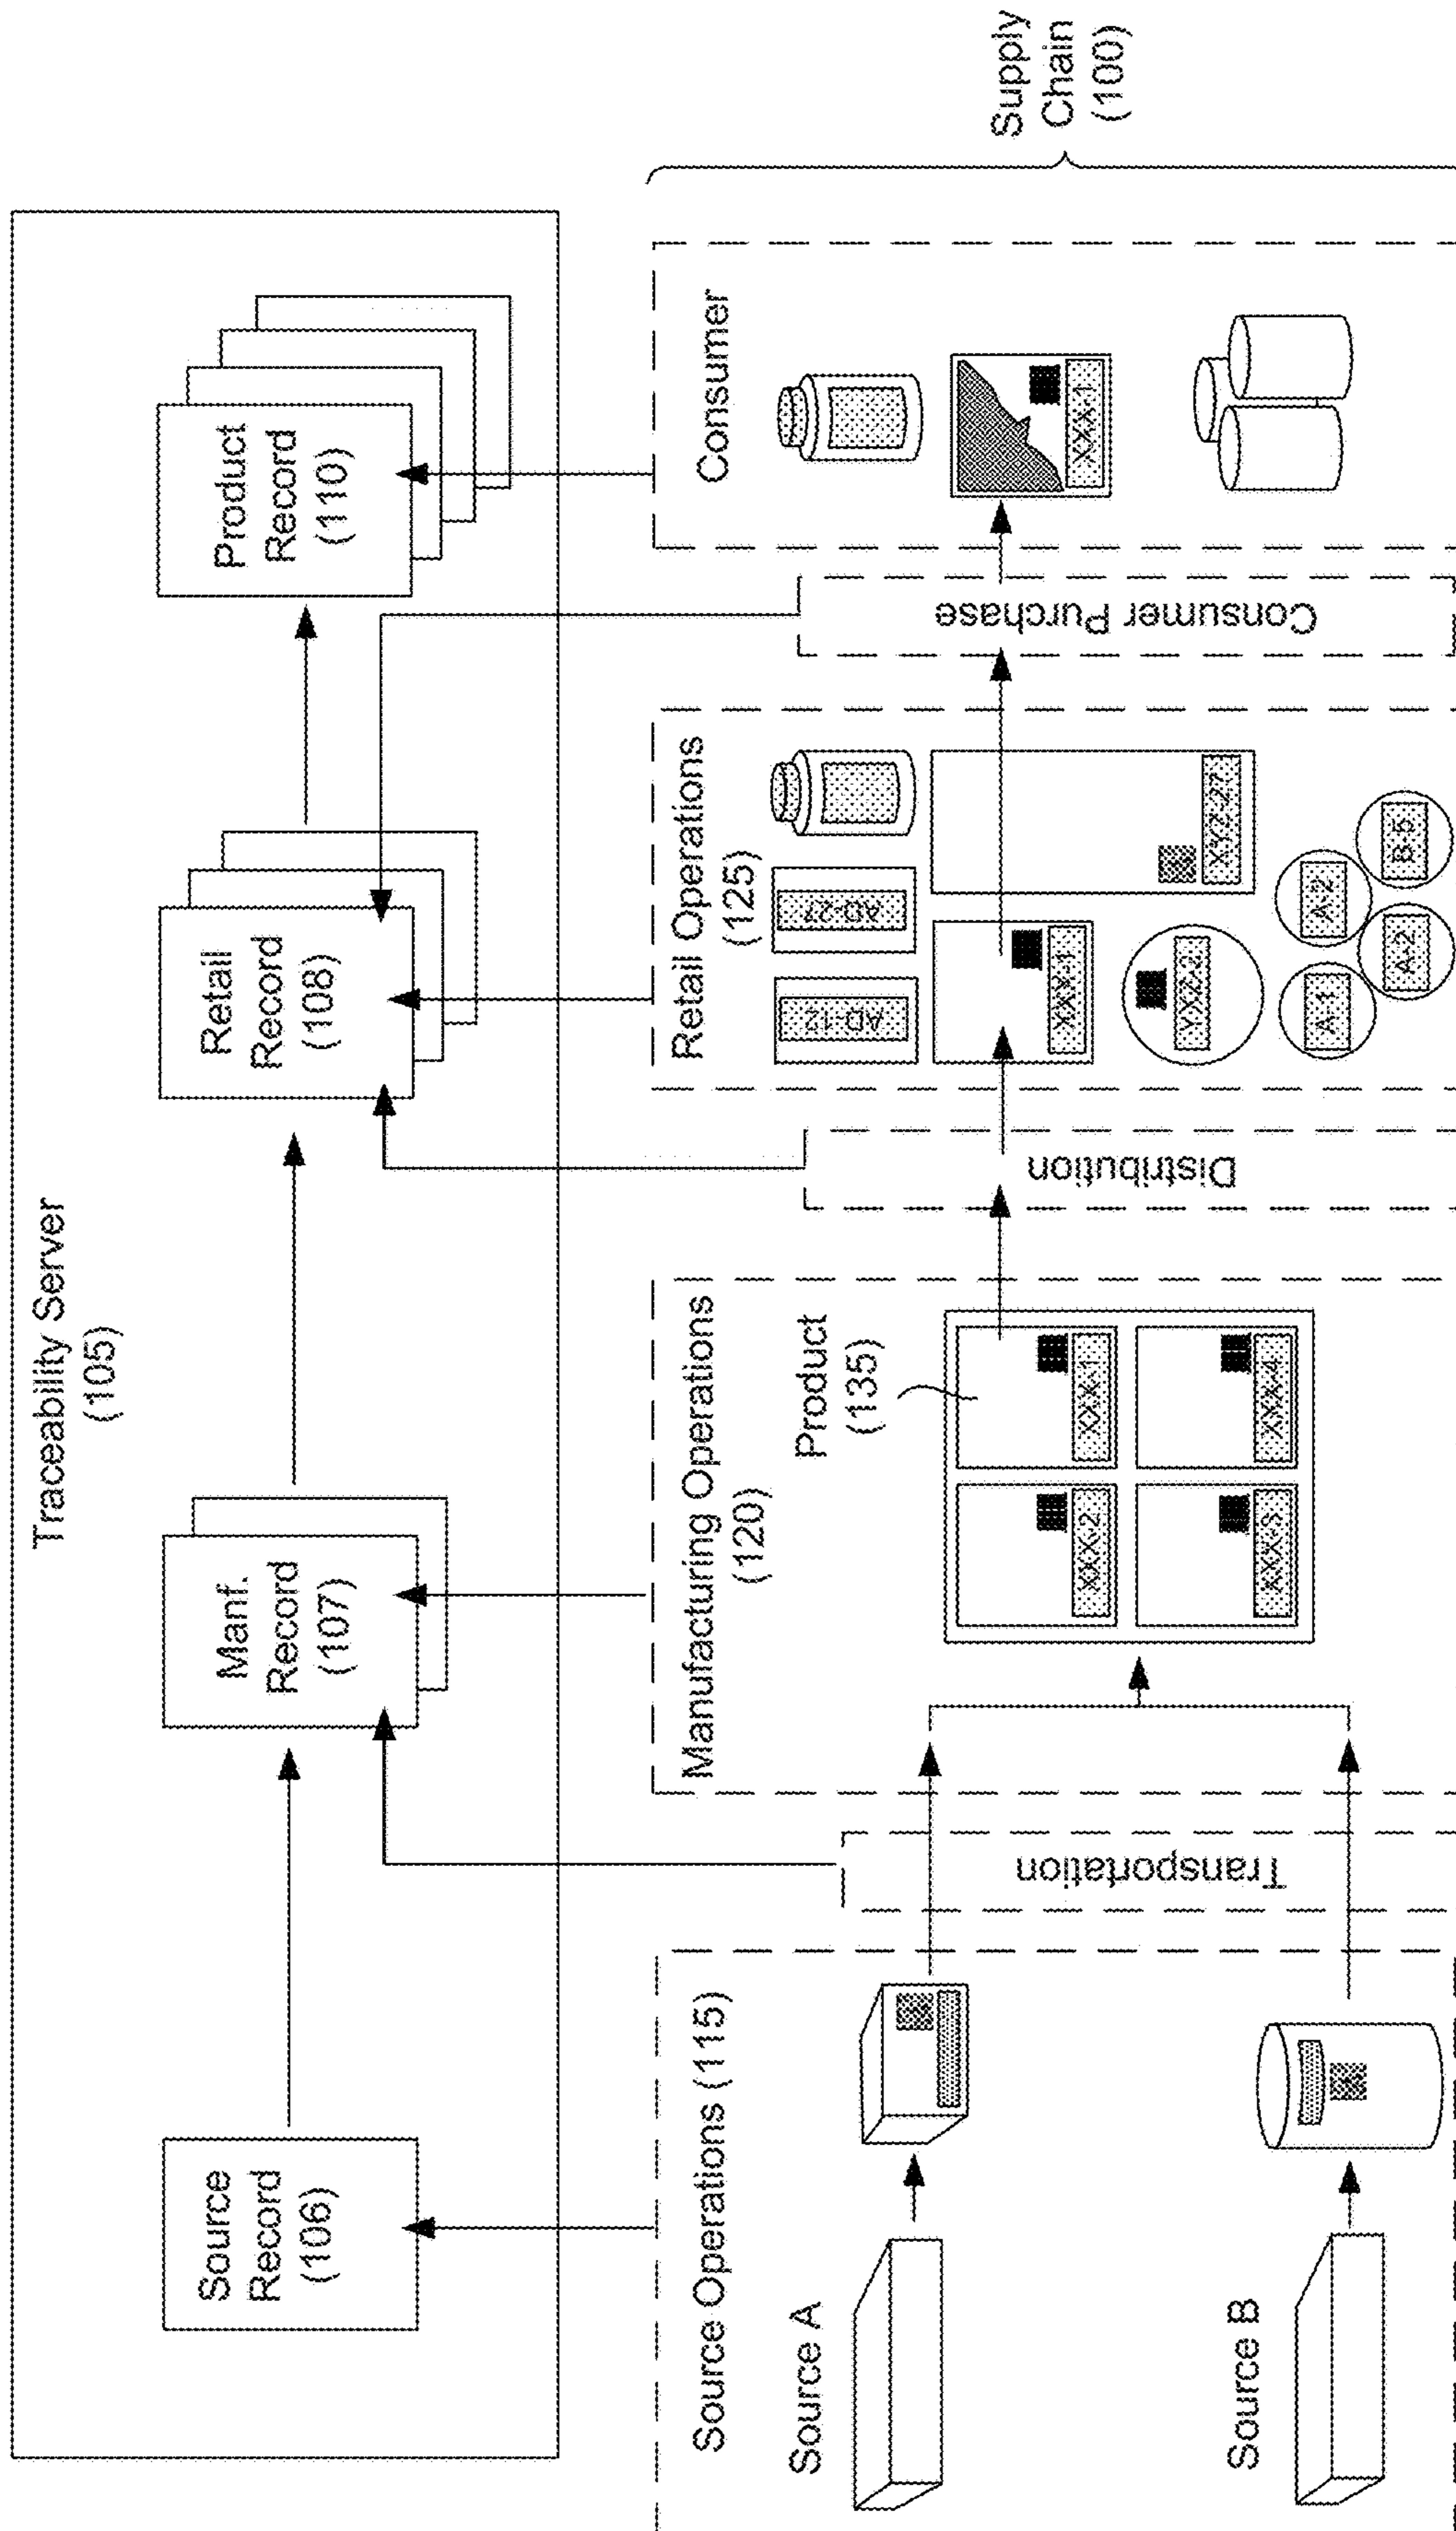 Traceability Server
(105)
Source
Record
(106)
Manf.
Record
(107)
Retail
Record
(108)
Product
Record
(110)
Source Operations (115)
Source A
Source B
Transportation
Manufacturing Operations
(120)
Product
(135)
XXX-2
XXX-1
XXX-3
XXX-4
Distribution
Retail Operations
(125)
AD-12
AD-27
XXX-1
XYZ-27
YXZ-2
A-1
A-2
A-2
B-5
Consumer Purchase
Consumer
XXX-1
Supply
Chain
(100)